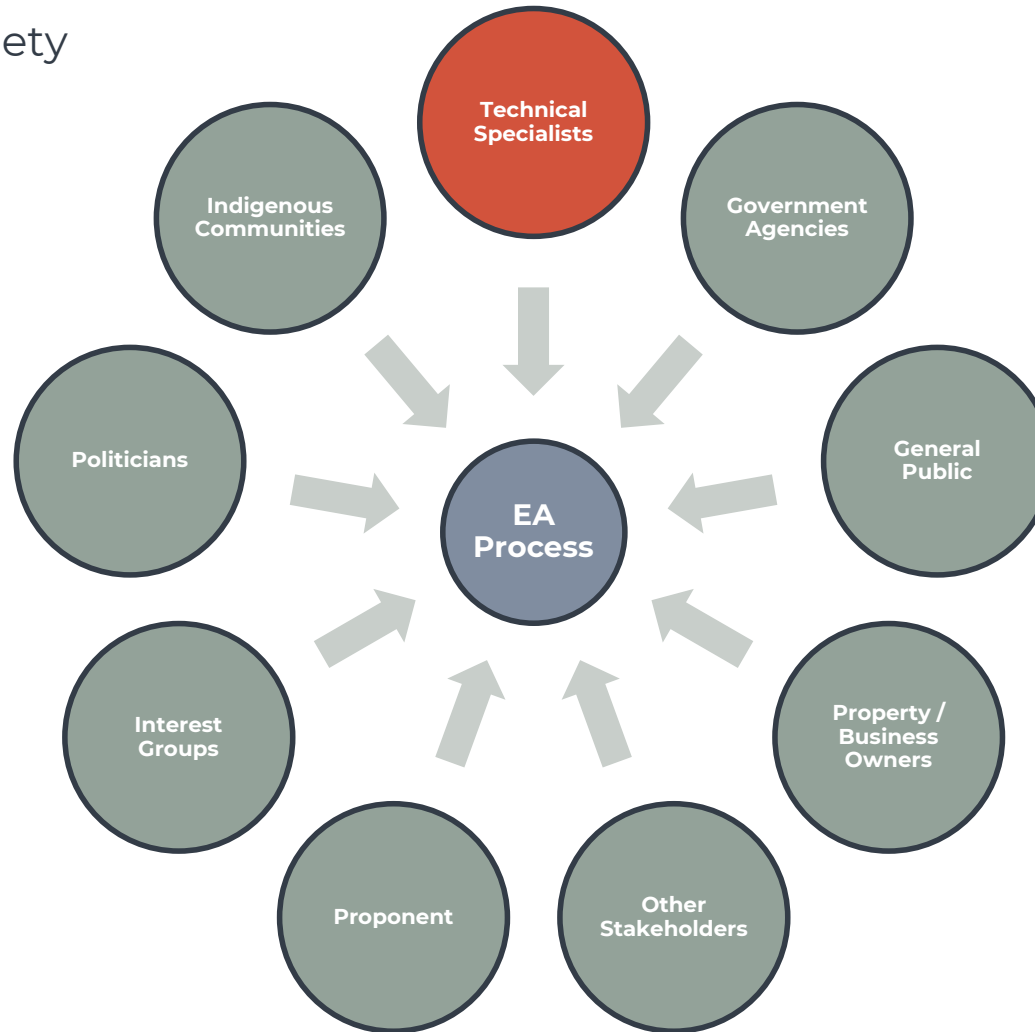 ety
Technical
Specialists
Indigenous
Communities
Government
Agencies
Politicians
General
Public
EA
Process
Interest
Groups
Property /
Business
Owners
Proponent
Other
Stakeholders